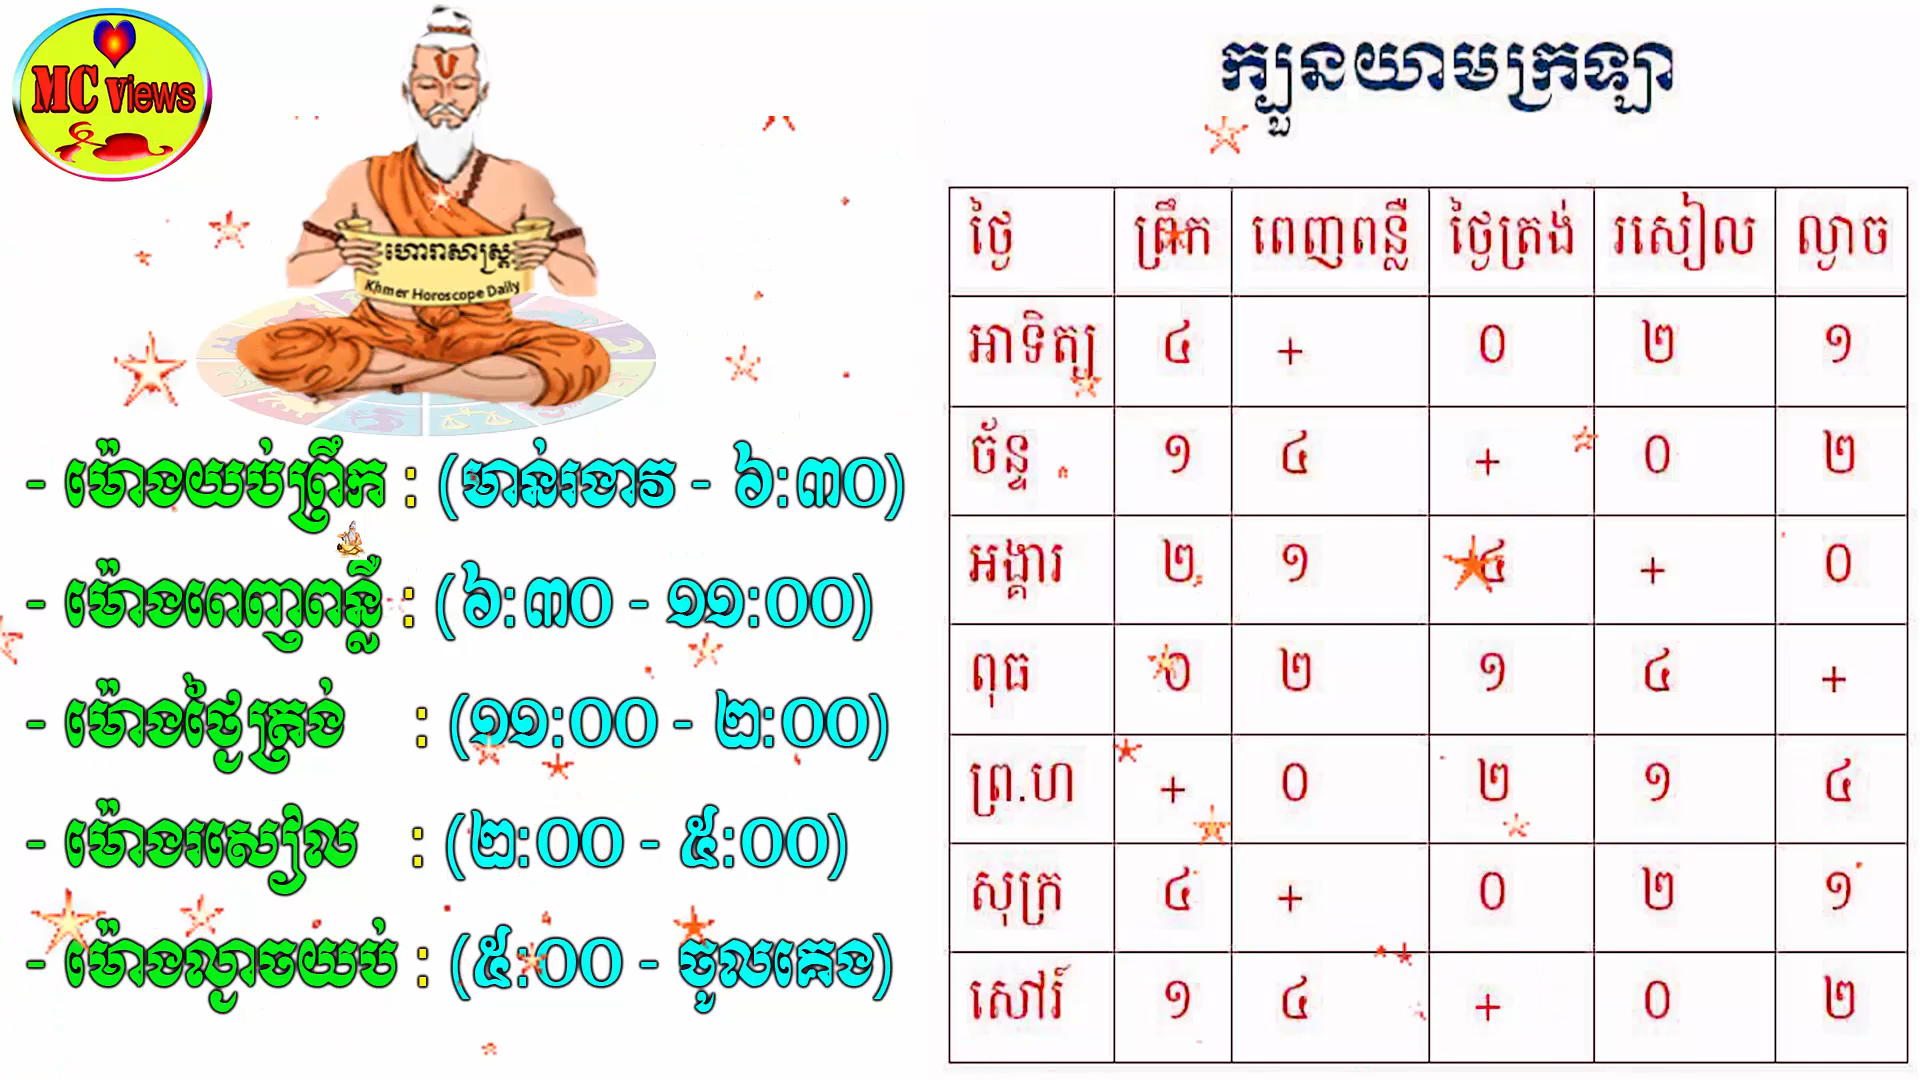 MC Views
ហោរាសាស្ត្រ
Khmer Horoscope Daily
- ម៉ោងយប់ព្រឹក : (មាន់រងាវ - ៦:៣០)
- ម៉ោងពេញពន្លឺ : (៦:៣០ - ១១:០០)
- ម៉ោងថ្ងៃត្រង់ : (១១:០០ - ២:០០)
- ម៉ោងរសៀល : (២:០០ - ៥:០០)
- ម៉ោងល្ងាចយប់ : (៥:០០ - ចូលគេង)
ក្បួនយាមក្រឡា
ថ្ងៃ ព្រឹក ពេញពន្លឺ ថ្ងៃត្រង់ រសៀល ល្ងាច
អាទិត្យ ៤ + ០ ២ ១
ច័ន្ទ ១ ៤ + ០ ២
អង្គារ ២ ១ ៤ + ០
ពុធ ០ ២ ១ ៤ +
ព្រ.ហ + ០ ២ ១ ៤
សុក្រ ៤ + ០ ២ ១
សៅរ៍ ១ ៤ + ០ ២